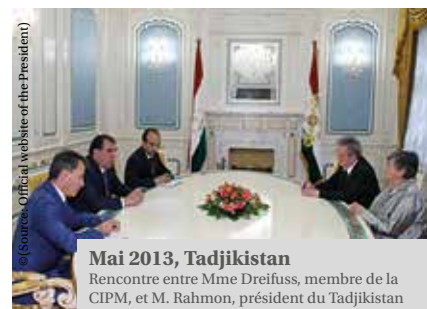 ©(Source: Official website of the President)
Mai 2013, Tadjikistan
Rencontre entre Mme Dreifuss, membre de la
CIPM, et M. Rahmon, président du Tadjikistan